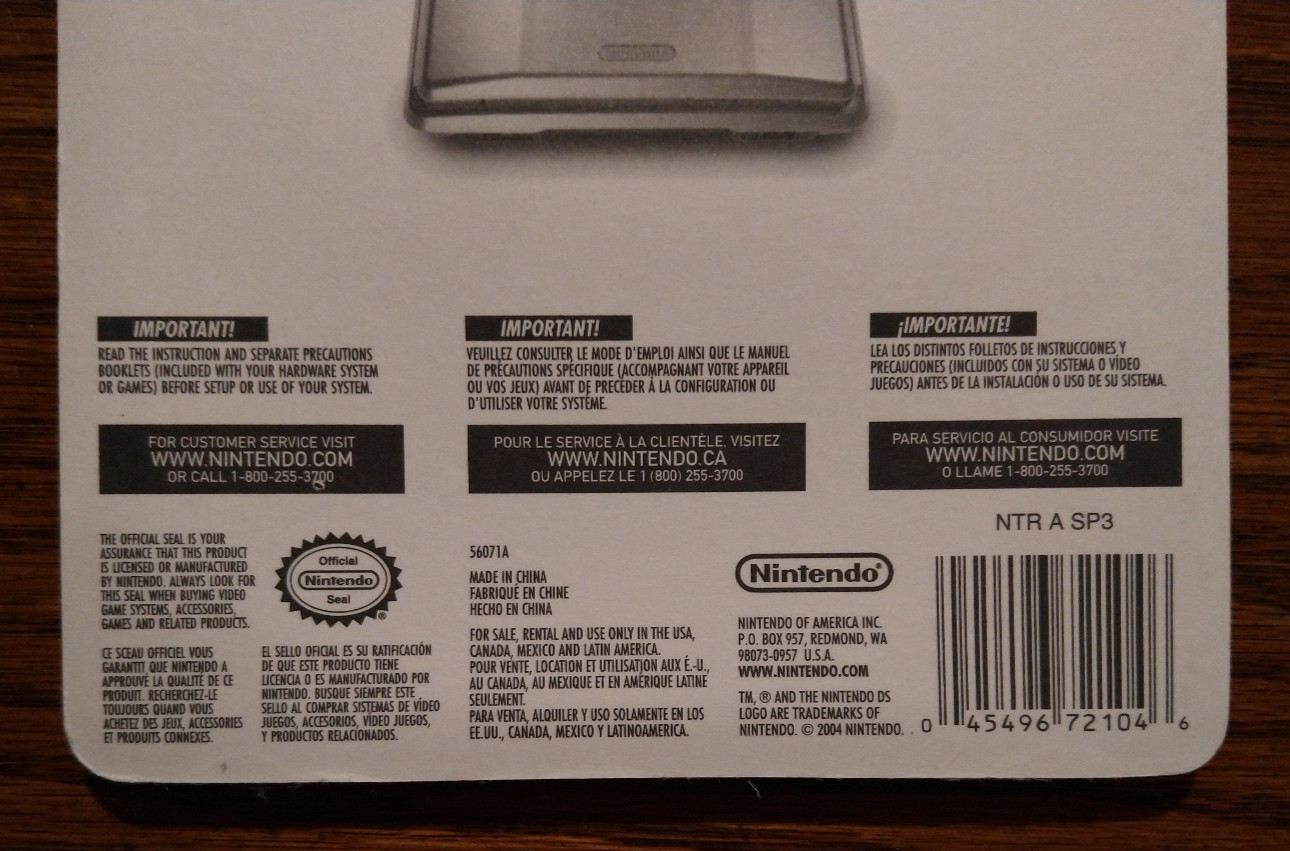 IMPORTANT!
READ THE INSTRUCTION AND SEPARATE PRECAUTIONS
BOOKLETS (INCLUDED WITH YOUR HARDWARE SYSTEM
OR GAMES) BEFORE SETUP OR USE OF YOUR SYSTEM.
FOR CUSTOMER SERVICE VISIT
WWW.NINTENDO.COM
OR CALL 1-800-255-3700
IMPORTANT!
VEUILLEZ CONSULTER LE MODE D'EMPLOI AINSI QUE LE MANUEL
DE PRÉCAUTIONS SPÉCIFIQUE (ACCOMPAGNANT VOTRE APPAREIL
OU VOS JEUX) AVANT DE PRECÉDER À LA CONFIGURATION OU
D'UTILISER VOTRE SYSTÈME.
POUR LE SERVICE À LA CLIENTÈLE, VISITEZ
WWW.NINTENDO.CA
OU APPELEZ LE 1 (800) 255-3700
¡IMPORTANTE!
LEA LOS DISTINTOS FOLLETOS DE INSTRUCCIONES Y
PRECAUCIONES (INCLUIDOS CON SU SISTEMA O VÍDEO
JUEGOS) ANTES DE LA INSTALACIÓN O USO DE SU SISTEMA.
PARA SERVICIO AL CONSUMIDOR VISITE
WWW.NINTENDO.COM
O LLAME 1-800-255-3700
THE OFFICIAL SEAL IS YOUR
ASSURANCE THAT THIS PRODUCT
IS LICENSED OR MANUFACTURED
BY NINTENDO. ALWAYS LOOK FOR
THIS SEAL WHEN BUYING VIDEO
GAME SYSTEMS, ACCESSORIES,
GAMES AND RELATED PRODUCTS.
Official
Nintendo
Seal
®
CE SCEAU OFFICIEL VOUS
GARANTIT QUE NINTENDO A
APPROUVÉ LA QUALITÉ DE CE
PRODUIT. RECHERCHEZ-LE
TOUJOURS QUAND VOUS
ACHETEZ DES JEUX, ACCESSORIES
ET PRODUITS CONNEXES.
EL SELLO OFICIAL ES SU RATIFICACIÓN
DE QUE ESTE PRODUCTO TIENE
LICENCIA O ES MANUFACTURADO POR
NINTENDO. BUSQUE SIEMPRE ESTE
SELLO AL COMPRAR SISTEMAS DE VÍDEO
JUEGOS, ACCESORIOS, VÍDEO JUEGOS,
Y PRODUCTOS RELACIONADOS.
56071A
MADE IN CHINA
FABRIQUÉ EN CHINE
HECHO EN CHINA
FOR SALE, RENTAL AND USE ONLY IN THE USA,
CANADA, MEXICO AND LATIN AMERICA.
POUR VENTE, LOCATION ET UTILISATION AUX É.-U.,
AU CANADA, AU MEXIQUE ET EN AMÉRIQUE LATINE
SEULEMENT.
PARA VENTA, ALQUILER Y USO SOLAMENTE EN LOS
EE.UU., CANADA, MEXICO Y LATINOAMERICA.
Nintendo®
NINTENDO OF AMERICA INC.
P.O. BOX 957, REDMOND, WA
98073-0957 U.S.A.
WWW.NINTENDO.COM
TM, ® AND THE NINTENDO DS
LOGO ARE TRADEMARKS OF
NINTENDO. © 2004 NINTENDO.
NTR A SP3
0 45496 72104 6